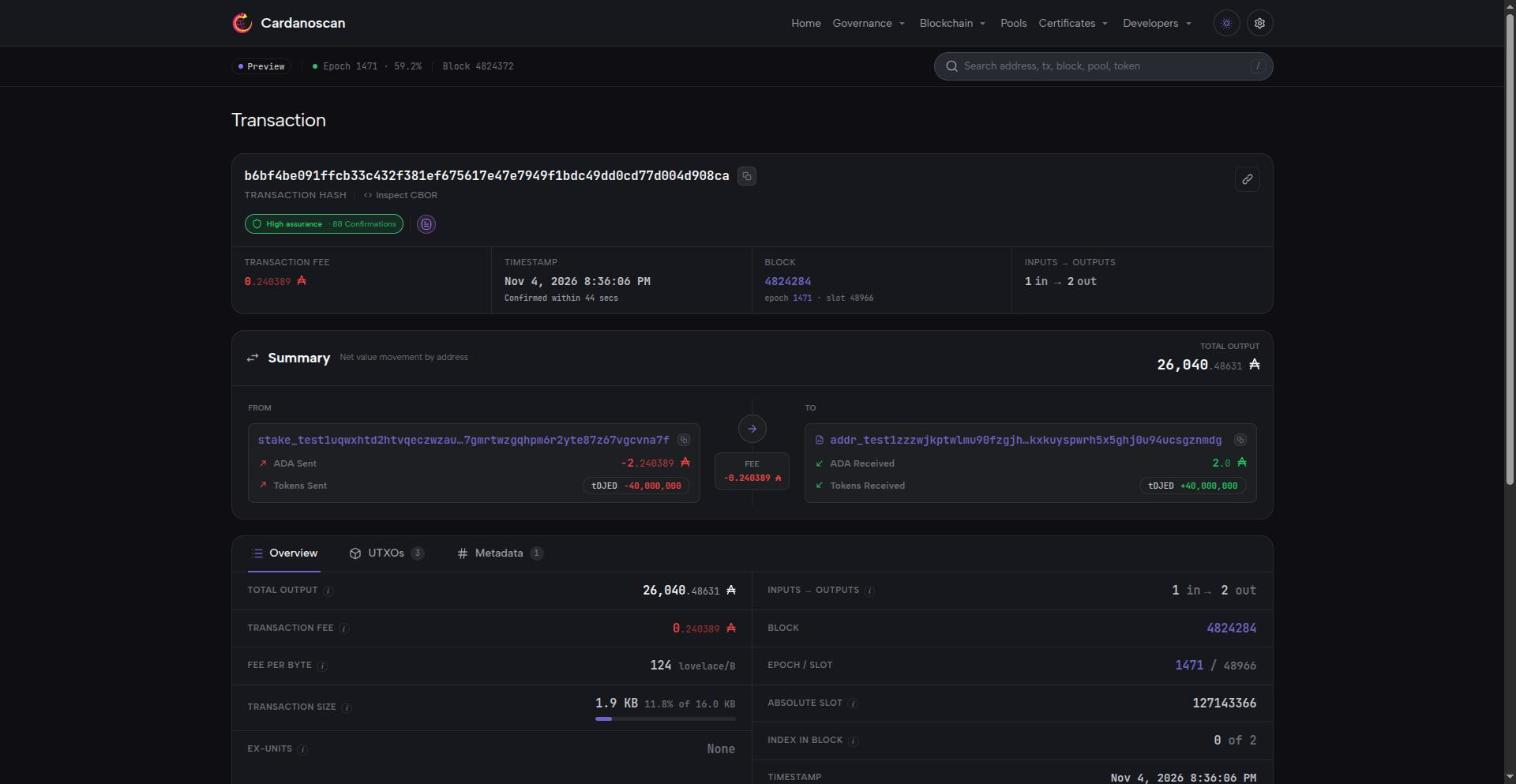 Cardanoscan
Home Governance Blockchain Pools Certificates Developers
Preview Epoch 1471 · 59.2% Block 4824372
Search address, tx, block, pool, token /
Transaction
b6bf4be091ffcb33c432f381ef675617e47e7949f1bdc49dd0cd77d004d908ca
TRANSACTION HASH <> Inspect CBOR
High assurance · 88 Confirmations
TRANSACTION FEE
0.240389 ₳
TIMESTAMP
Nov 4, 2026 8:36:06 PM
Confirmed within 44 secs
BLOCK
4824284
epoch 1471 · slot 48966
INPUTS → OUTPUTS
1 in → 2 out
Summary Net value movement by address
TOTAL OUTPUT
26,040.48631 ₳
FROM
stake_test1uqwxhtd2htvqeczwzau…7gmrtwzgqhpm6r2yte87z67vgcvna7f
ADA Sent -2.240389 ₳
Tokens Sent tDJED -40,000,000
FEE
-0.240389 ₳
TO
addr_test1zzzwjkptwlmu90fzgjh…kxkuyspwrh5x5ghj0u94ucsgznmdg
ADA Received 2.0 ₳
Tokens Received tDJED +40,000,000
Overview UTXOs 3 Metadata 1
TOTAL OUTPUT i 26,040.48631 ₳
TRANSACTION FEE i 0.240389 ₳
FEE PER BYTE i 124 lovelace/B
TRANSACTION SIZE i 1.9 KB 11.8% of 16.0 KB
EX-UNITS i None
INPUTS → OUTPUTS i 1 in → 2 out
BLOCK 4824284
EPOCH / SLOT 1471 / 48966
ABSOLUTE SLOT i 127143366
INDEX IN BLOCK i 0 of 2
TIMESTAMP Nov 4, 2026 8:36:06 PM